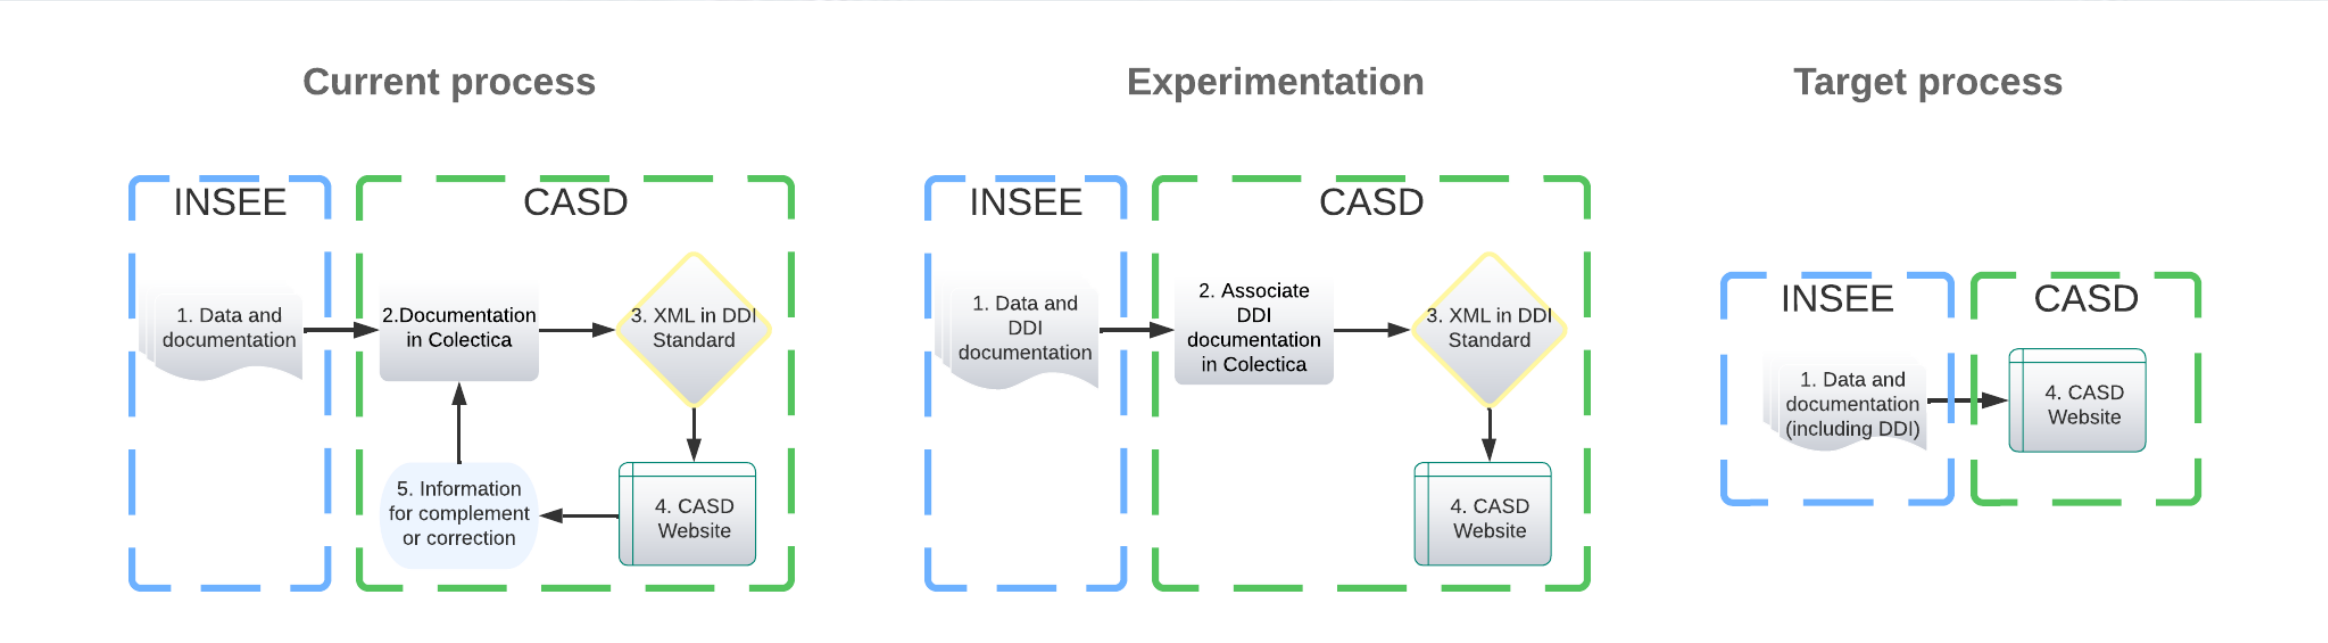 Current process
INSEE
CASD
1. Data and
documentation
2.Documentation
in Colectica
3. XML in DDI
Standard
4. CASD
Website
5. Information
for complement
or correction
Experimentation
INSEE
CASD
1. Data and
DDI
documentation
2. Associate
DDI
documentation
in Colectica
3. XML in DDI
Standard
4. CASD
Website
Target process
INSEE
CASD
1. Data and
documentation
(including DDI)
4. CASD
Website